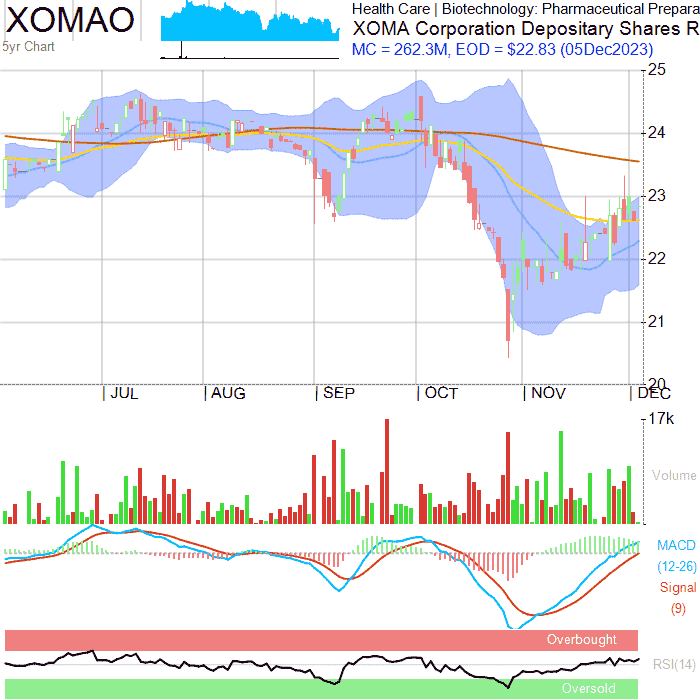 XOMAO
5yr Chart
Health Care | Biotechnology: Pharmaceutical Prepara
XOMA Corporation Depositary Shares R
MC = 262.3M, EOD = $22.83 (05Dec2023)
25
24
23
22
21
20
| JUL
| AUG
| SEP
| OCT
| NOV
| DEC
17k
Volume
MACD
(12-26)
Signal
(9)
Overbought
RSI(14)
Oversold